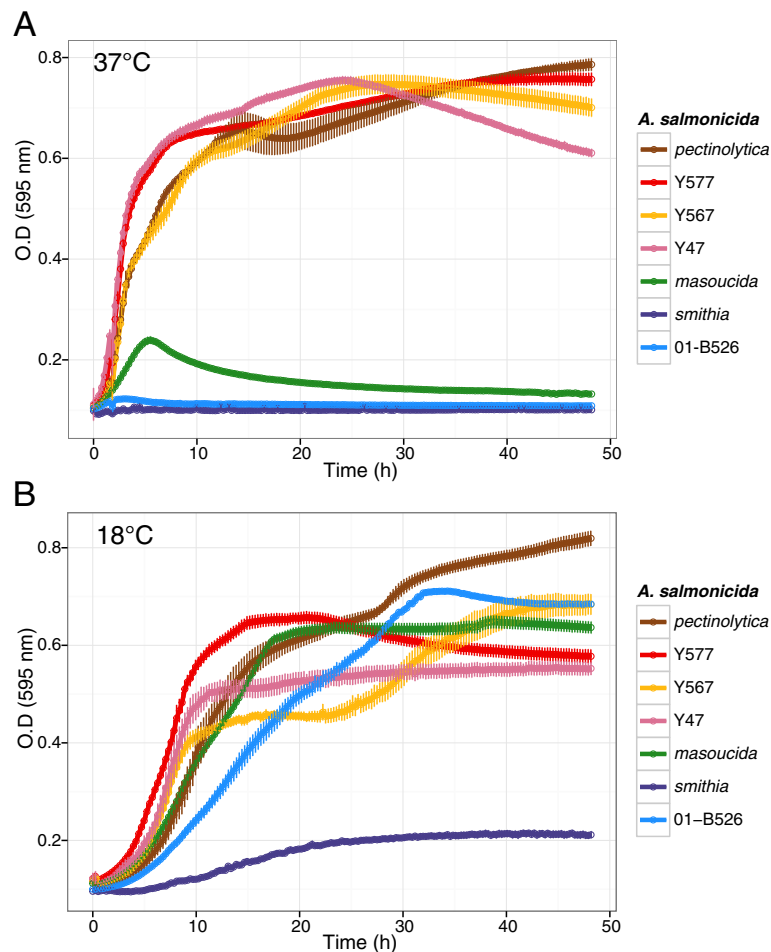 A
37°C
0.8
0.6
0.4
0.2
O.D (595 nm)
0
10
20
30
40
50
Time (h)
A. salmonicida
pectinolytica
Y577
Y567
Y47
masoucida
smithia
01-B526
B
18°C
0.8
0.6
0.4
0.2
O.D (595 nm)
0
10
20
30
40
50
Time (h)
A. salmonicida
pectinolytica
Y577
Y567
Y47
masoucida
smithia
01−B526